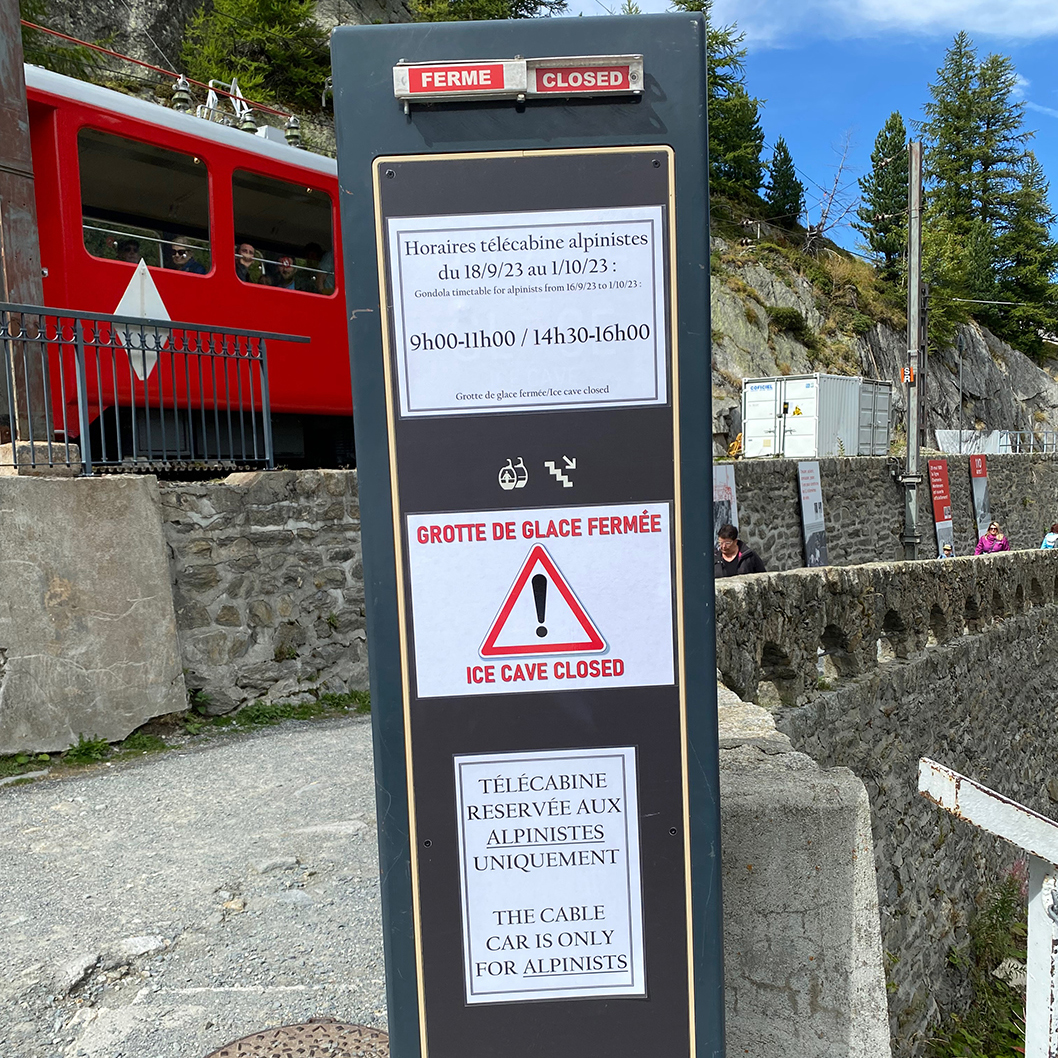 FERME CLOSED
Horaires télécabine alpinistes
du 18/9/23 au 1/10/23 :
Gondola timetable for alpinists from 16/9/23 to 1/10/23 :
9h00-11h00 / 14h30-16h00
Grotte de glace fermée/Ice cave closed
GROTTE DE GLACE FERMÉE
!
ICE CAVE CLOSED
TÉLÉCABINE
RESERVÉE AUX
ALPINISTES
UNIQUEMENT
THE CABLE
CAR IS ONLY
FOR ALPINISTS